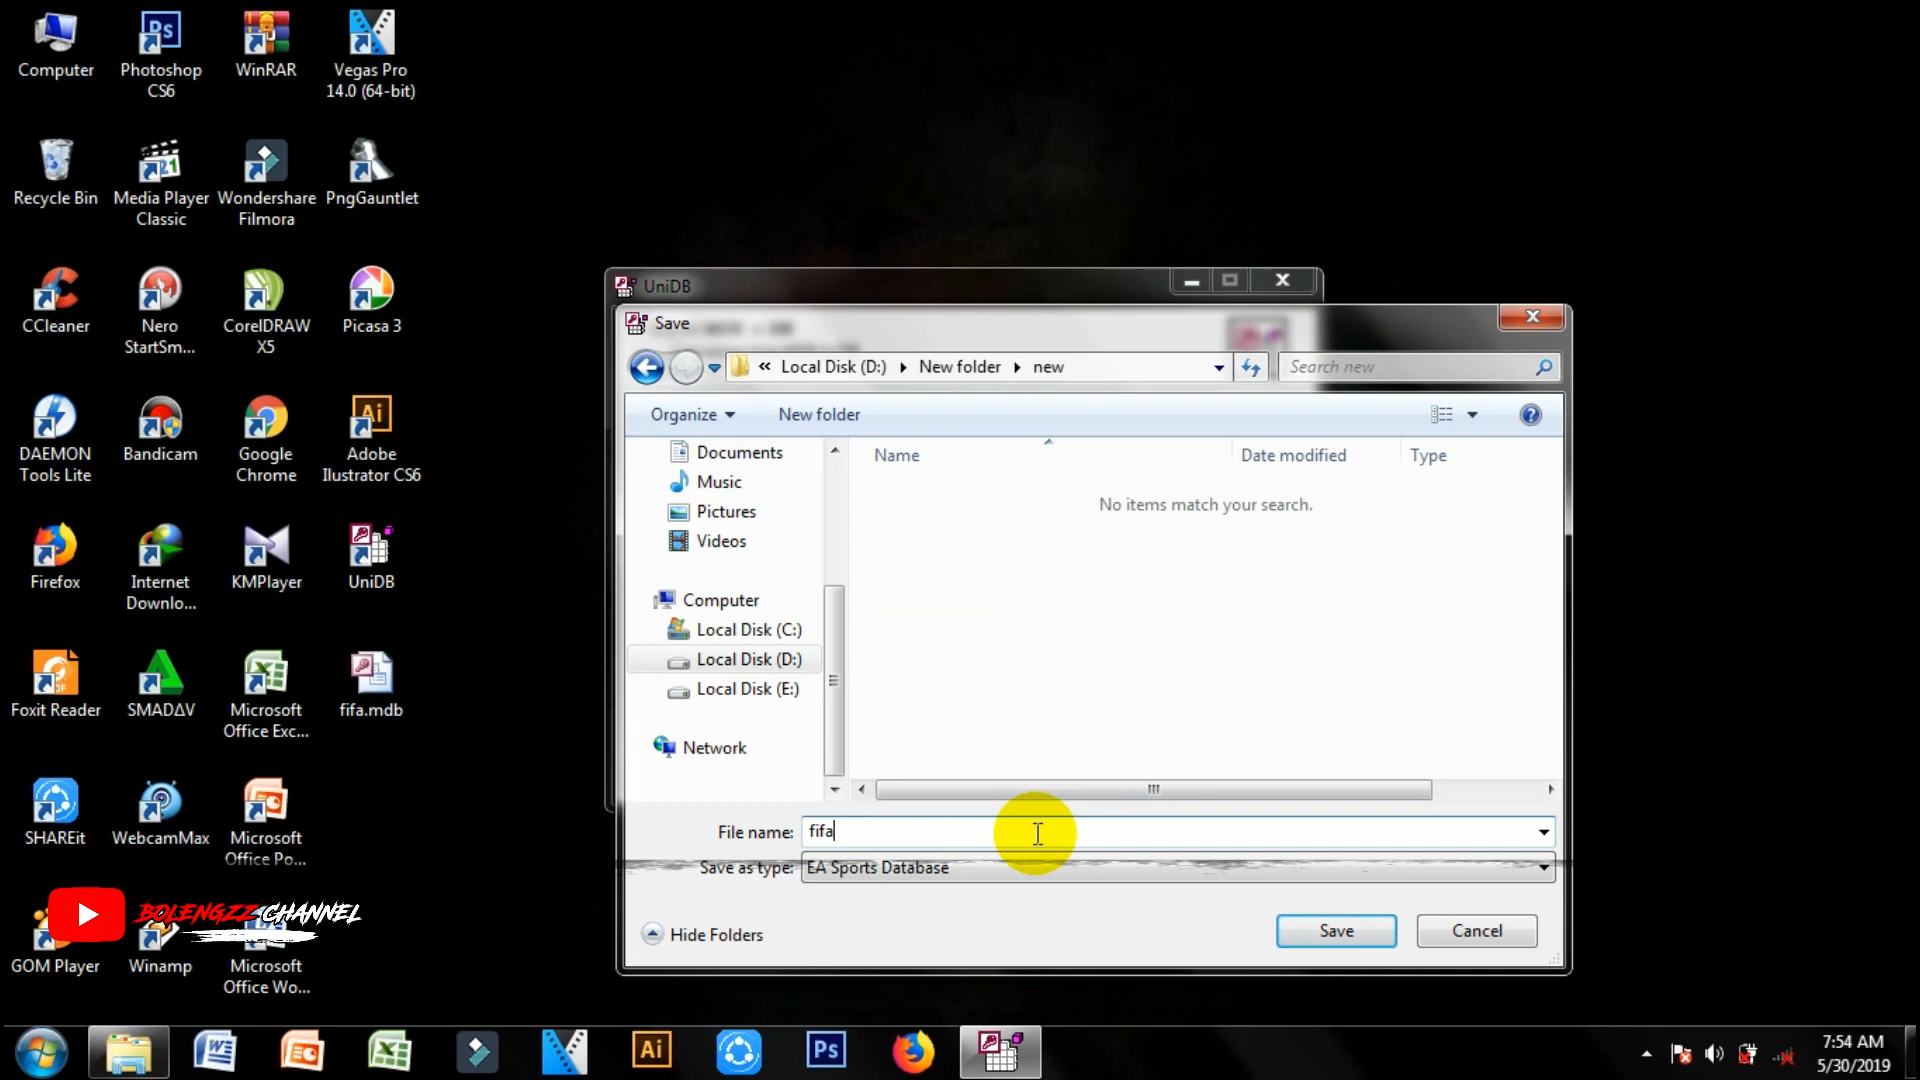 Computer
Photoshop
CS6
WinRAR
Vegas Pro
14.0 (64-bit)
Recycle Bin
Media Player
Classic
Wondershare
Filmora
PngGauntlet
CCleaner
Nero
StartSm...
CorelDRAW
X5
Picasa 3
DAEMON
Tools Lite
Bandicam
Google
Chrome
Adobe
Ilustrator CS6
Firefox
Internet
Downlo...
KMPlayer
UniDB
Foxit Reader
SMADΔV
Microsoft
Office Exc...
fifa.mdb
SHAREit
WebcamMax
Microsoft
Office Po...
BOLENGZZ CHANNEL
GOM Player
Winamp
Microsoft
Office Wo...
UniDB
Save
« Local Disk (D:) New folder new
Search new
Organize
New folder
Documents
Music
Pictures
Videos
Computer
Local Disk (C:)
Local Disk (D:)
Local Disk (E:)
Network
Name
Date modified
Type
No items match your search.
File name: fifa
Save as type: EA Sports Database
Hide Folders
Save
Cancel
7:54 AM
5/30/2019